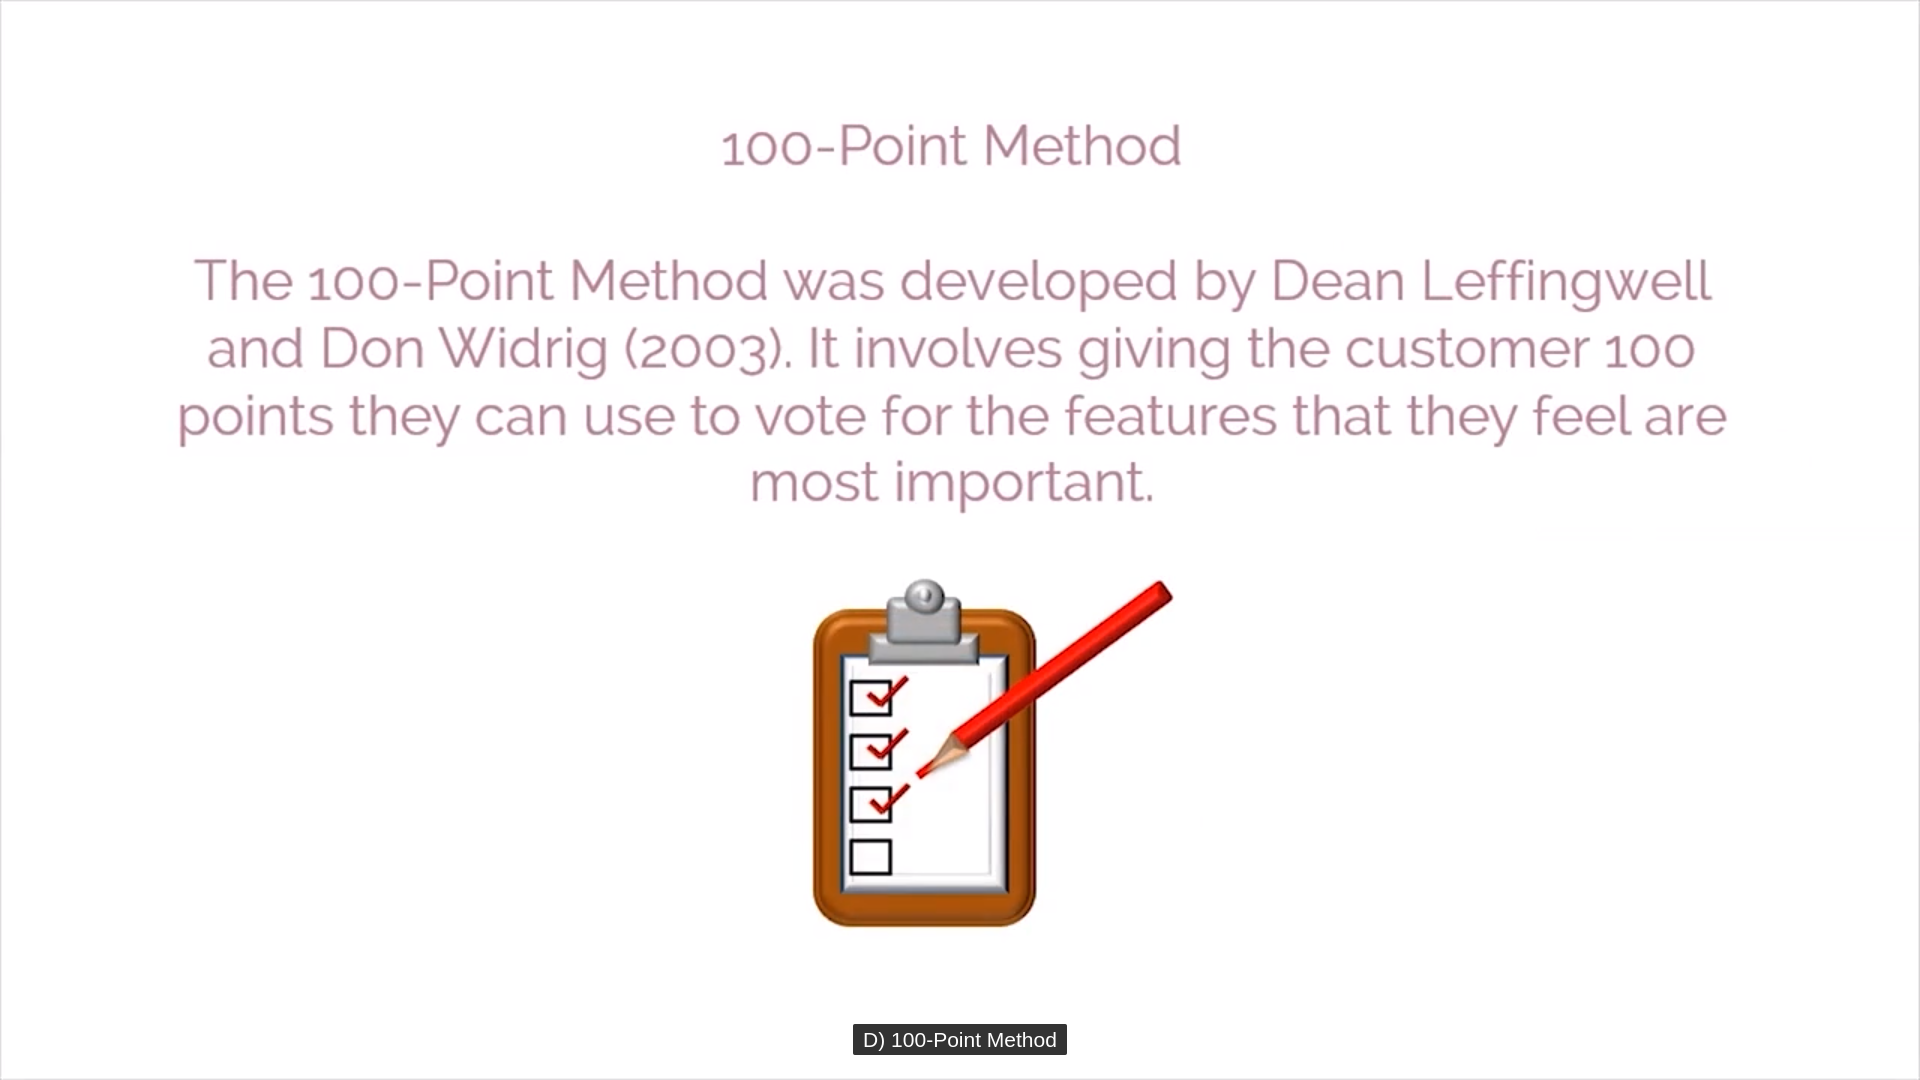 100-Point Method
The 100-Point Method was developed by Dean Leffingwell
and Don Widrig (2003). It involves giving the customer 100
points they can use to vote for the features that they feel are
most important.
D) 100-Point Method